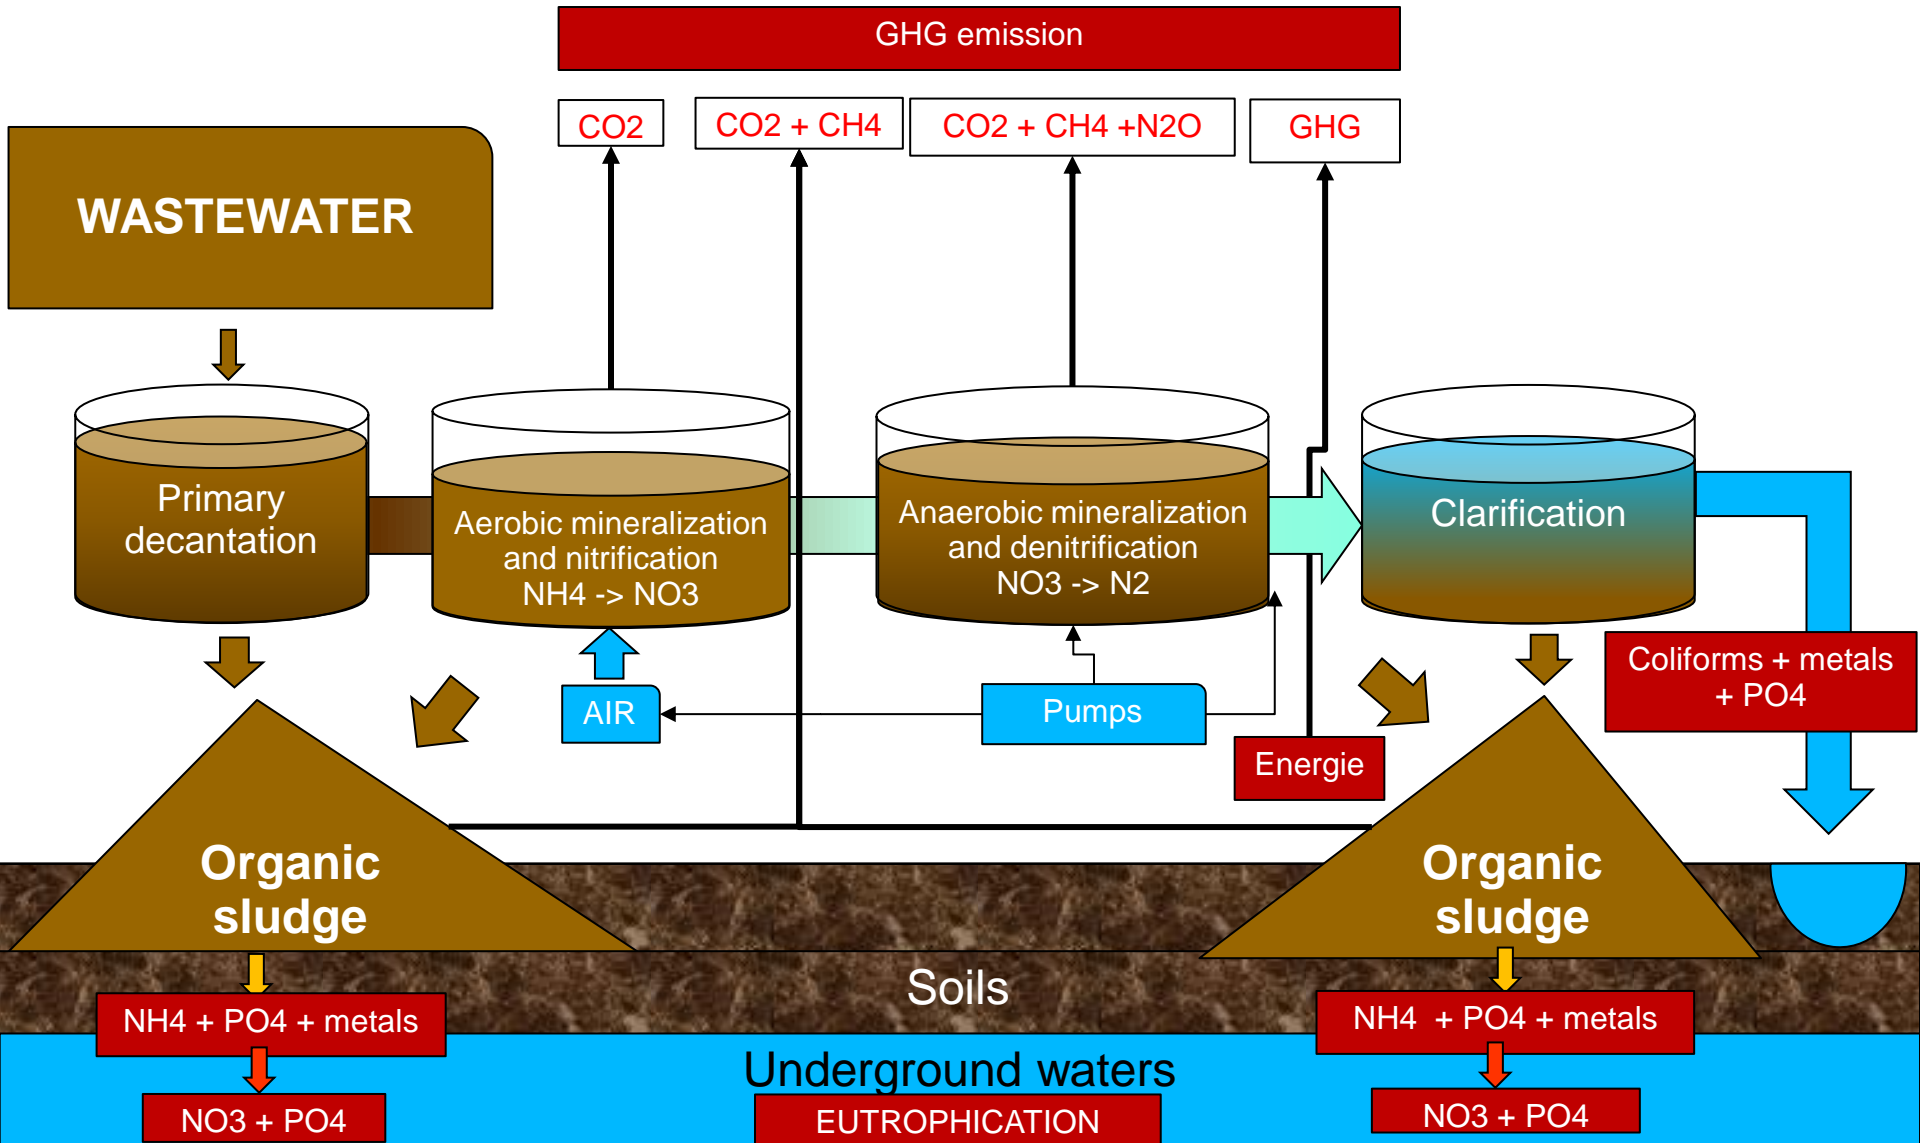 GHG emission
CO2
CO2 + CH4
CO2 + CH4 +N2O
GHG
WASTEWATER
Primary
decantation
Aerobic mineralization
and nitrification
NH4 -> NO3
Anaerobic mineralization
and denitrification
NO3 -> N2
Clarification
AIR
Pumps
Energie
Coliforms + metals
+ PO4
Organic
sludge
Organic
sludge
Soils
NH4 + PO4 + metals
NH4 + PO4 + metals
Underground waters
NO3 + PO4
EUTROPHICATION
NO3 + PO4